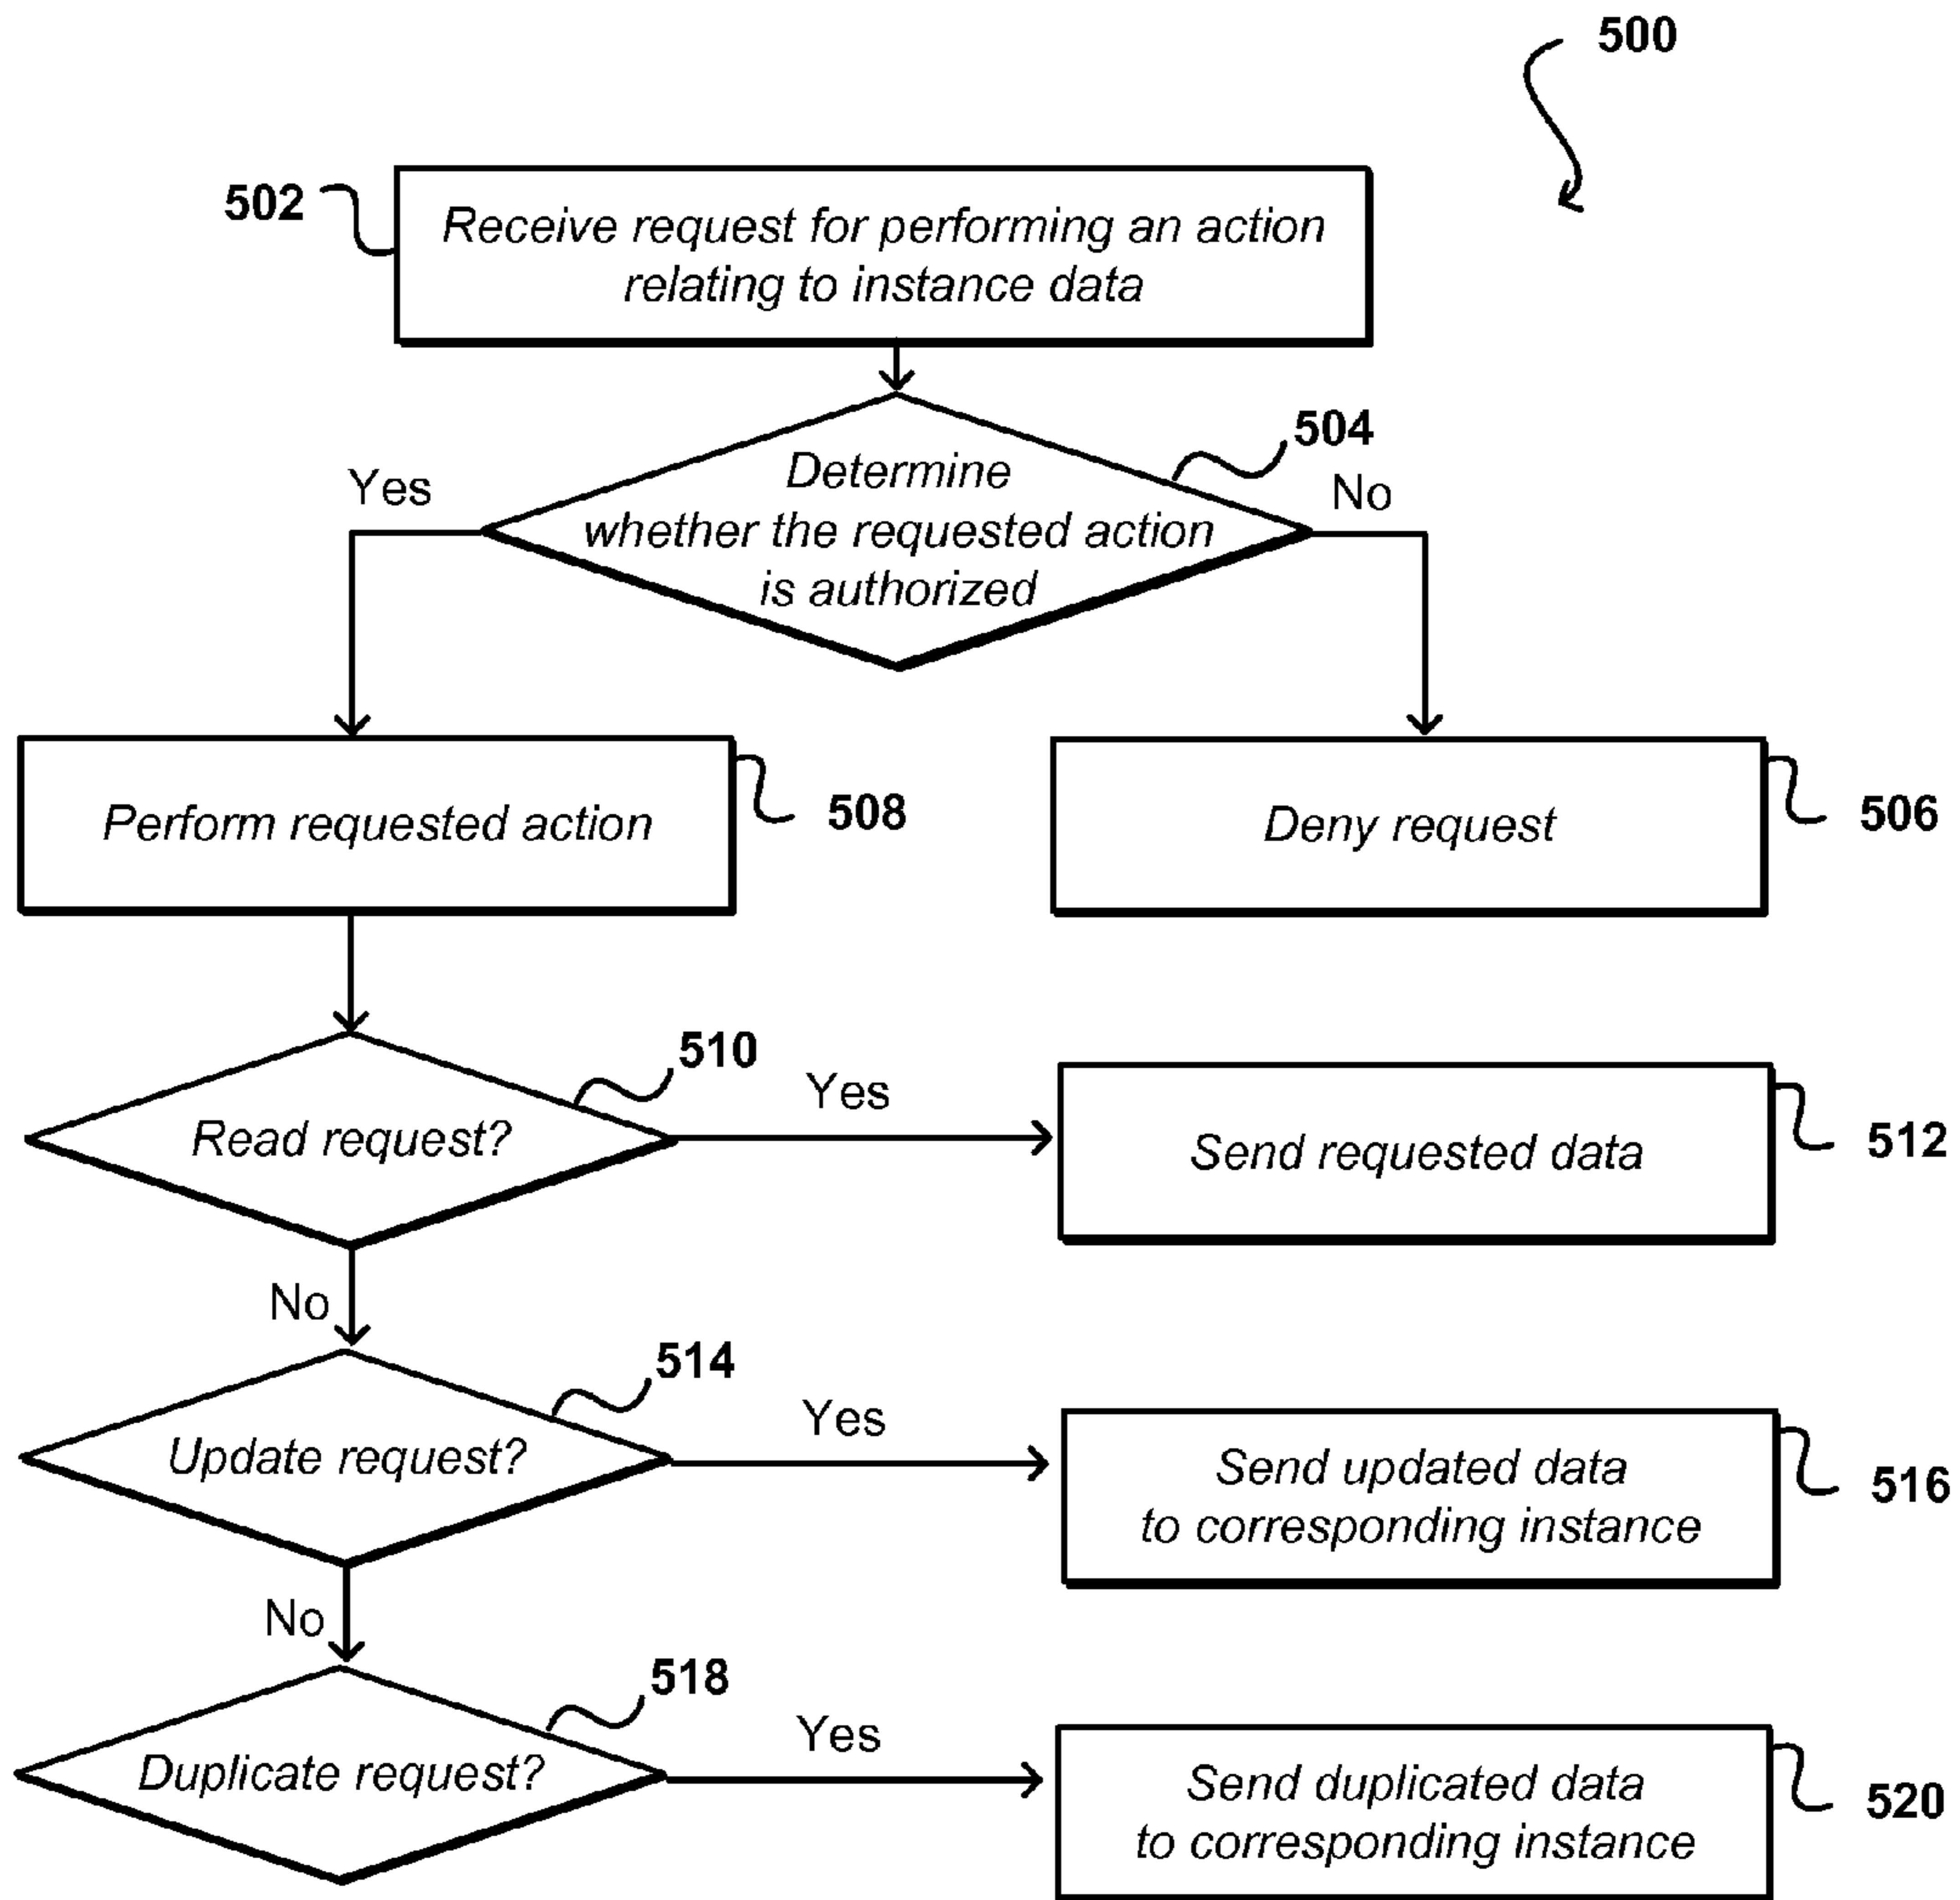 500
502
Receive request for performing an action
relating to instance data
504
Yes
No
Determine
whether the requested action
is authorized
Perform requested action
508
Deny request
506
510
Read request?
Yes
Send requested data
512
No
514
Update request?
Yes
Send updated data
to corresponding instance
516
No
518
Duplicate request?
Yes
Send duplicated data
to corresponding instance
520